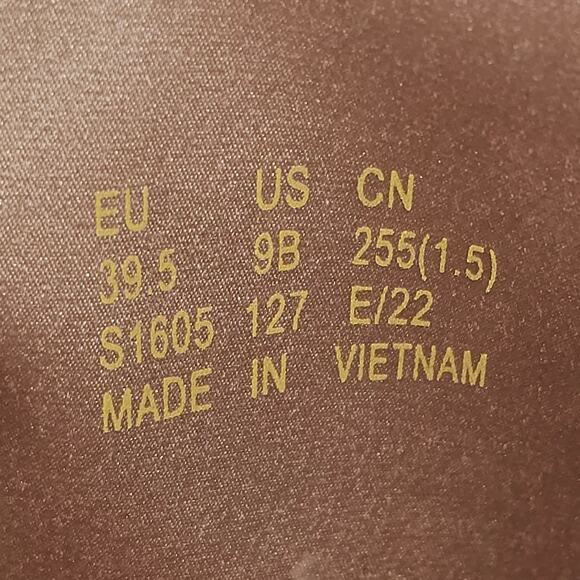 EU US CN
39.5 9B 255(1.5)
S1605 127 E/22
MADE IN VIETNAM